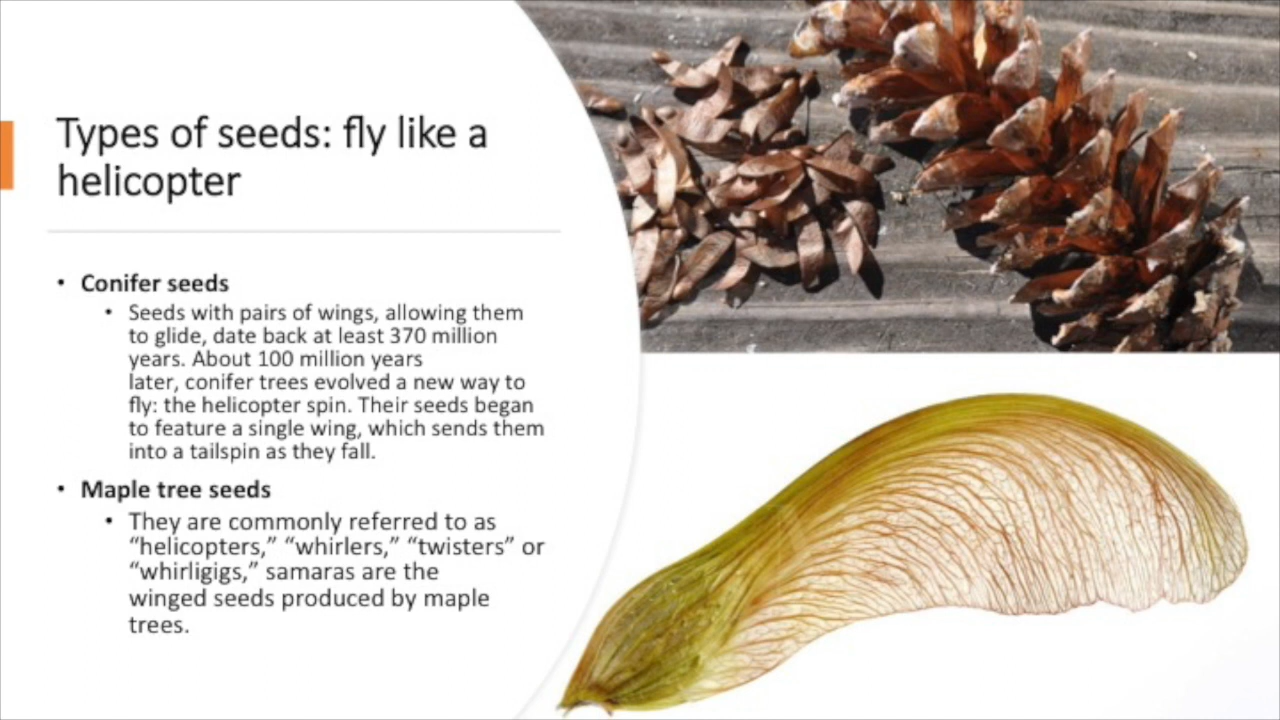 Types of seeds: fly like a
helicopter
• Conifer seeds
• Seeds with pairs of wings, allowing them
to glide, date back at least 370 million
years. About 100 million years
later, conifer trees evolved a new way to
fly: the helicopter spin. Their seeds began
to feature a single wing, which sends them
into a tailspin as they fall.
• Maple tree seeds
• They are commonly referred to as
“helicopters,” “whirlers,” “twisters” or
“whirligigs,” samaras are the
winged seeds produced by maple
trees.